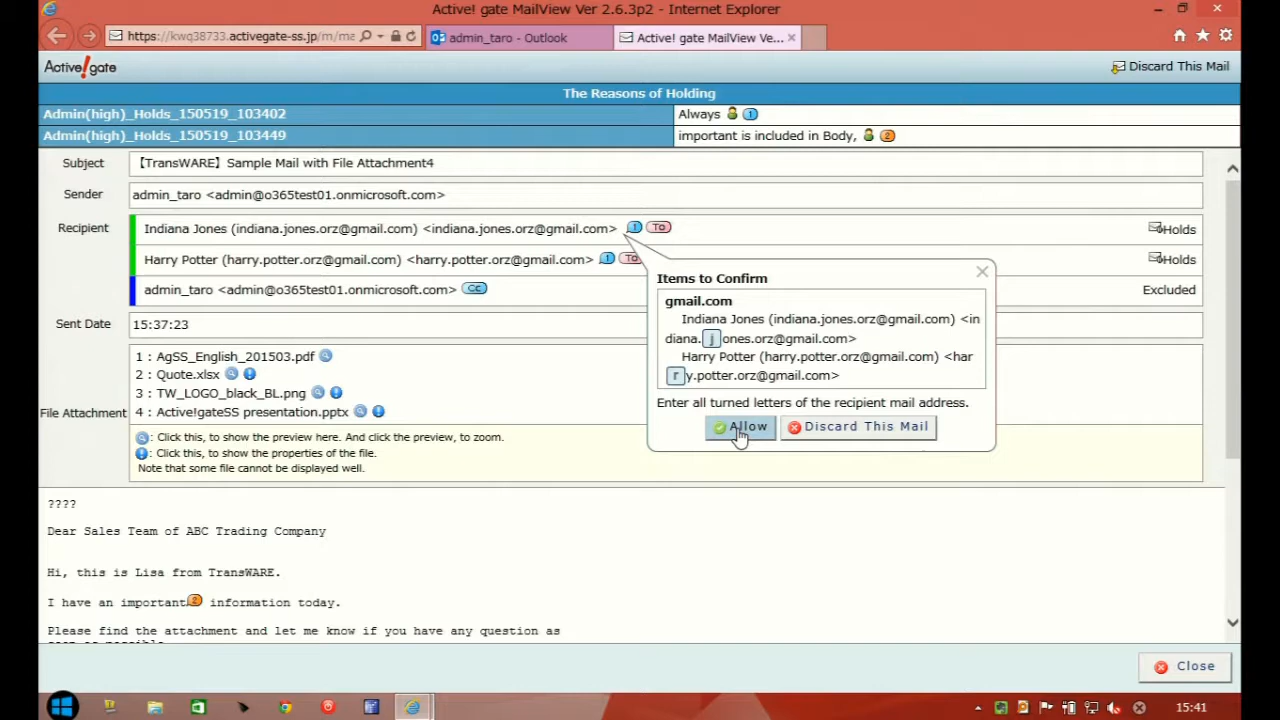 Active! gate MailView Ver 2.6.3p2 - Internet Explorer
https://kwq38733.activegate-ss.jp/m/ma
admin_taro - Outlook
Active! gate MailView Ve...
Active!gate
Discard This Mail
The Reasons of Holding
Admin(high)_Holds_150519_103402
Always 1
Admin(high)_Holds_150519_103449
important is included in Body, 2
Subject
【TransWARE】Sample Mail with File Attachment4
Sender
admin_taro <admin@o365test01.onmicrosoft.com>
Recipient
Indiana Jones (indiana.jones.orz@gmail.com) <indiana.jones.orz@gmail.com> 1 To
Holds
Harry Potter (harry.potter.orz@gmail.com) <harry.potter.orz@gmail.com> 1 To
Holds
admin_taro <admin@o365test01.onmicrosoft.com> Cc
Excluded
Items to Confirm
gmail.com
Indiana Jones (indiana.jones.orz@gmail.com) <in
diana.jones.orz@gmail.com>
Harry Potter (harry.potter.orz@gmail.com) <har
ry.potter.orz@gmail.com>
Enter all turned letters of the recipient mail address.
Allow
Discard This Mail
Sent Date
15:37:23
File Attachment
1 : AgSS_English_201503.pdf
2 : Quote.xlsx
3 : TW_LOGO_black_BL.png
4 : Active!gateSS presentation.pptx
: Click this, to show the preview here. And click the preview, to zoom.
: Click this, to show the properties of the file.
Note that some file cannot be displayed well.
????
Dear Sales Team of ABC Trading Company
Hi, this is Lisa from TransWARE.
I have an important 2 information today.
Please find the attachment and let me know if you have any question as
Close
15:41